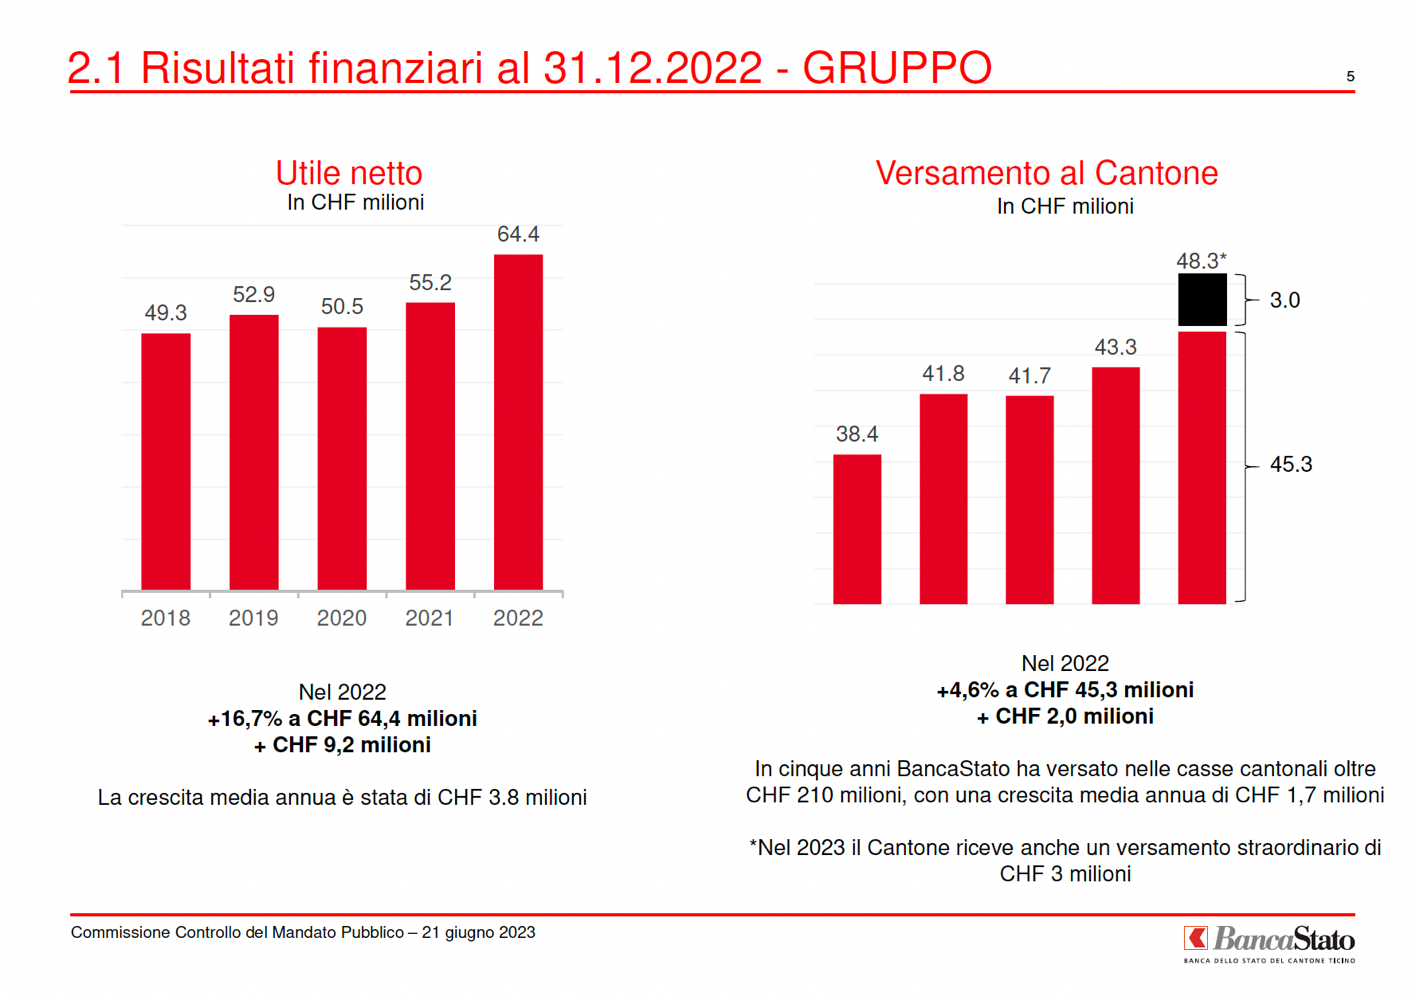 2.1 Risultati finanziari al 31.12.2022 - GRUPPO
5
Utile netto
In CHF milioni
49.3
52.9
50.5
55.2
64.4
2018
2019
2020
2021
2022
Nel 2022
+16,7% a CHF 64,4 milioni
+ CHF 9,2 milioni
La crescita media annua è stata di CHF 3.8 milioni
Versamento al Cantone
In CHF milioni
38.4
41.8
41.7
43.3
48.3*
3.0
45.3
Nel 2022
+4,6% a CHF 45,3 milioni
+ CHF 2,0 milioni
In cinque anni BancaStato ha versato nelle casse cantonali oltre
CHF 210 milioni, con una crescita media annua di CHF 1,7 milioni
*Nel 2023 il Cantone riceve anche un versamento straordinario di
CHF 3 milioni
Commissione Controllo del Mandato Pubblico – 21 giugno 2023
BancaStato
BANCA DELLO STATO DEL CANTONE TICINO